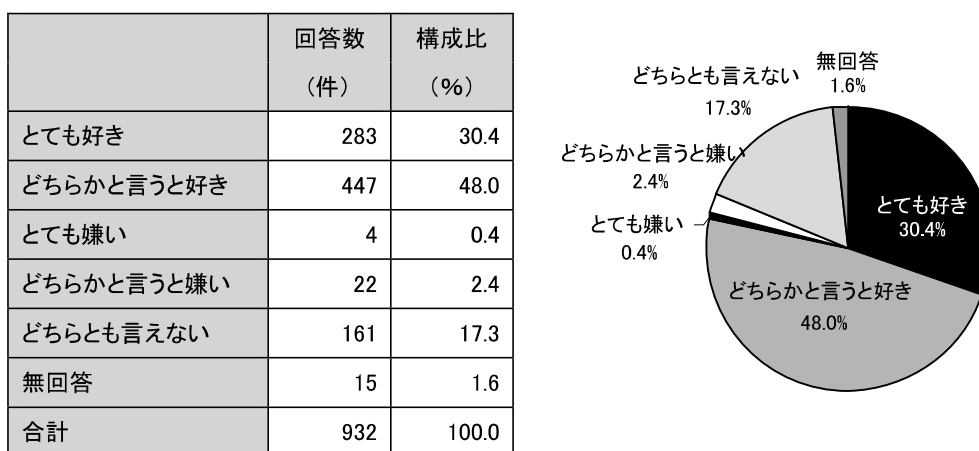 回答数 構成比
（件） （%）
とても好き 283 30.4
どちらかと言うと好き 447 48.0
とても嫌い 4 0.4
どちらかと言うと嫌い 22 2.4
どちらとも言えない 161 17.3
無回答 15 1.6
合計 932 100.0
無回答
1.6%
どちらとも言えない
17.3%
どちらかと言うと嫌い
2.4%
とても嫌い
0.4%
とても好き
30.4%
どちらかと言うと好き
48.0%